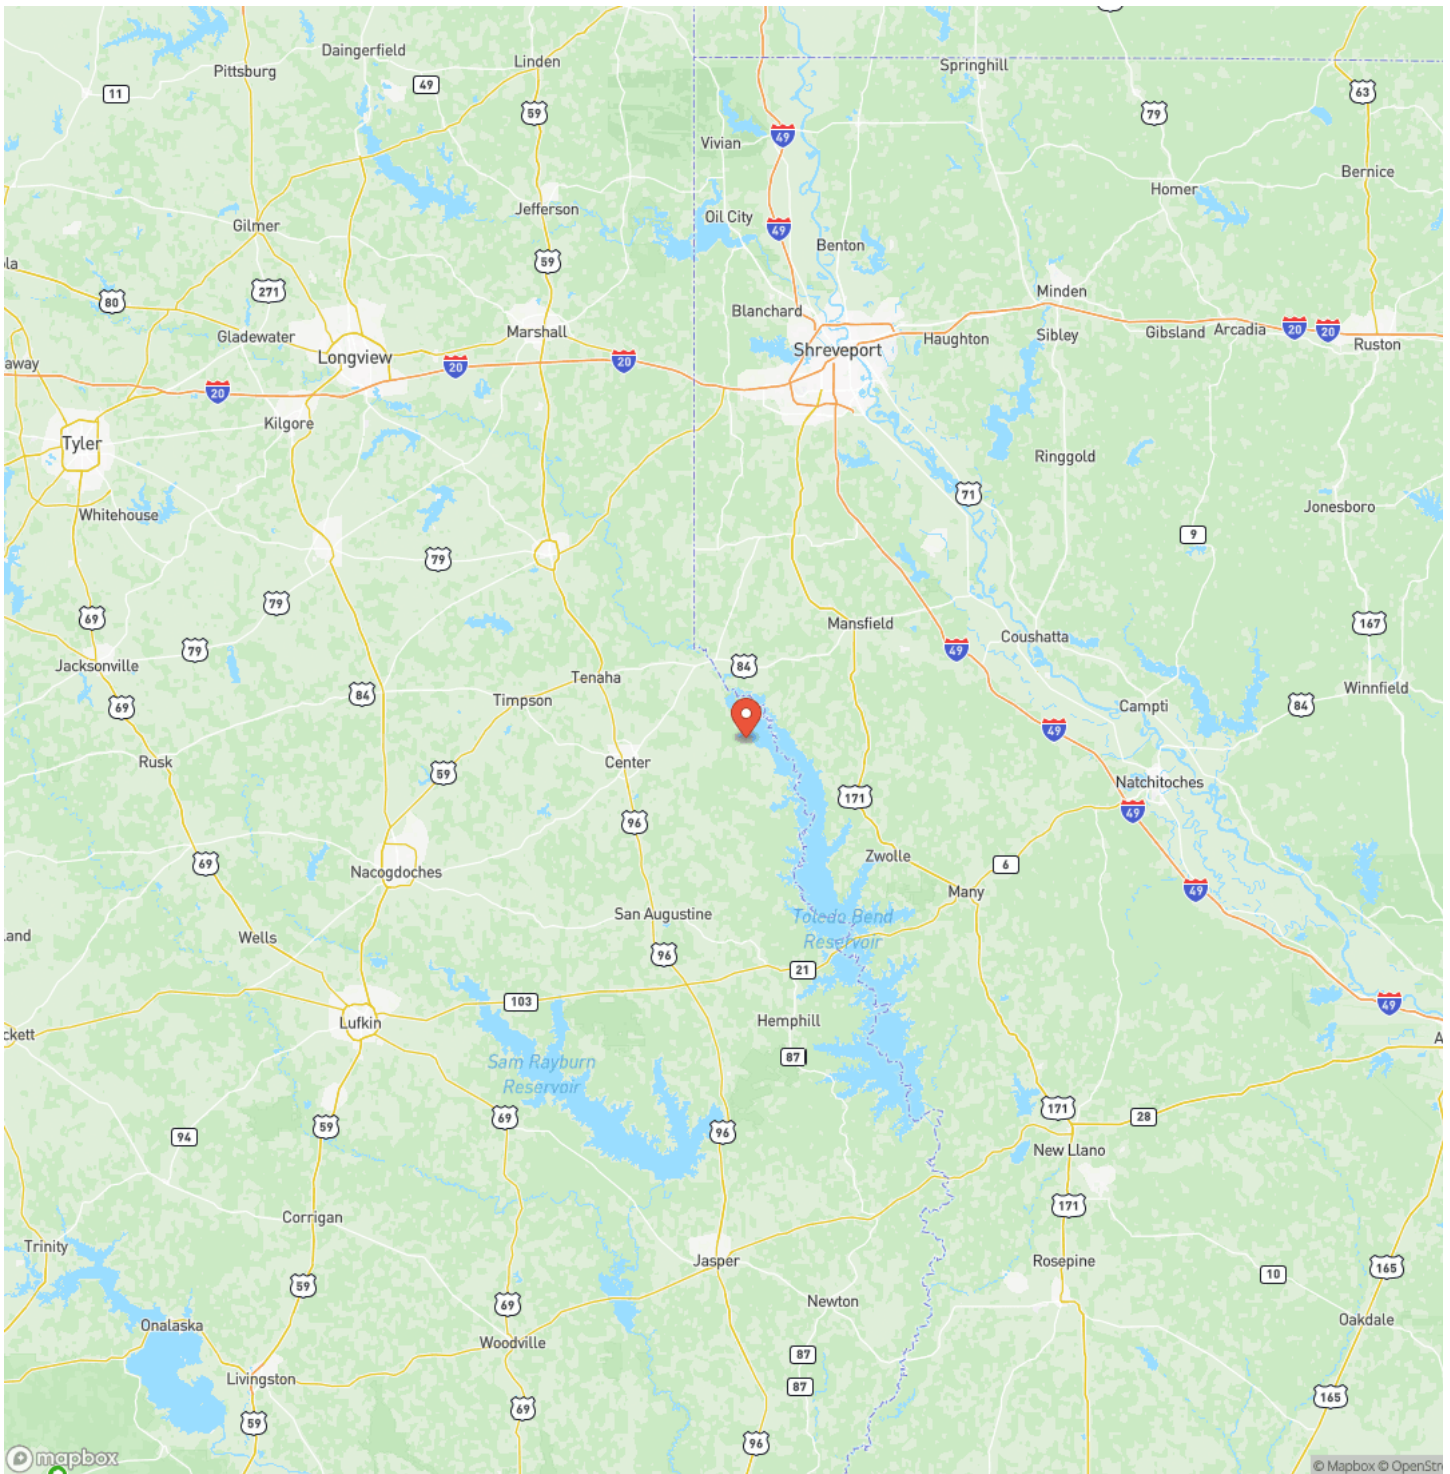 Daingerfield
Linden
Springhill
Pittsburg
11
49
59
79
63
49
Vivian
Bernice
Homer
Jefferson
Oil City
Gilmer
49
Benton
59
ola
271
80
Minden
Blanchard
Gladewater
Marshall
Haughton
Sibley
Gibsland
Arcadia
20
20
Ruston
Longview
Shreveport
away
20
20
20
Kilgore
Tyler
Ringgold
71
Whitehouse
Jonesboro
9
79
79
69
Mansfield
167
Coushatta
79
49
Jacksonville
84
Tenaha
84
Winnfield
69
Timpson
84
Campti
49
Rusk
Center
59
Natchitoches
171
49
96
69
Zwolle
6
Nacogdoches
Many
49
San Augustine
Toledo Bend
Reservoir
land
Wells
96
21
103
49
Lufkin
Hemphill
ckett
A
87
Sam Rayburn
Reservoir
171
28
69
59
94
96
New Llano
171
Corrigan
Trinity
Jasper
Rosepine
165
10
59
69
Newton
Onalaska
Oakdale
Woodville
87
Livingston
87
165
69
59
96
mapbox
© Mapbox © OpenStr